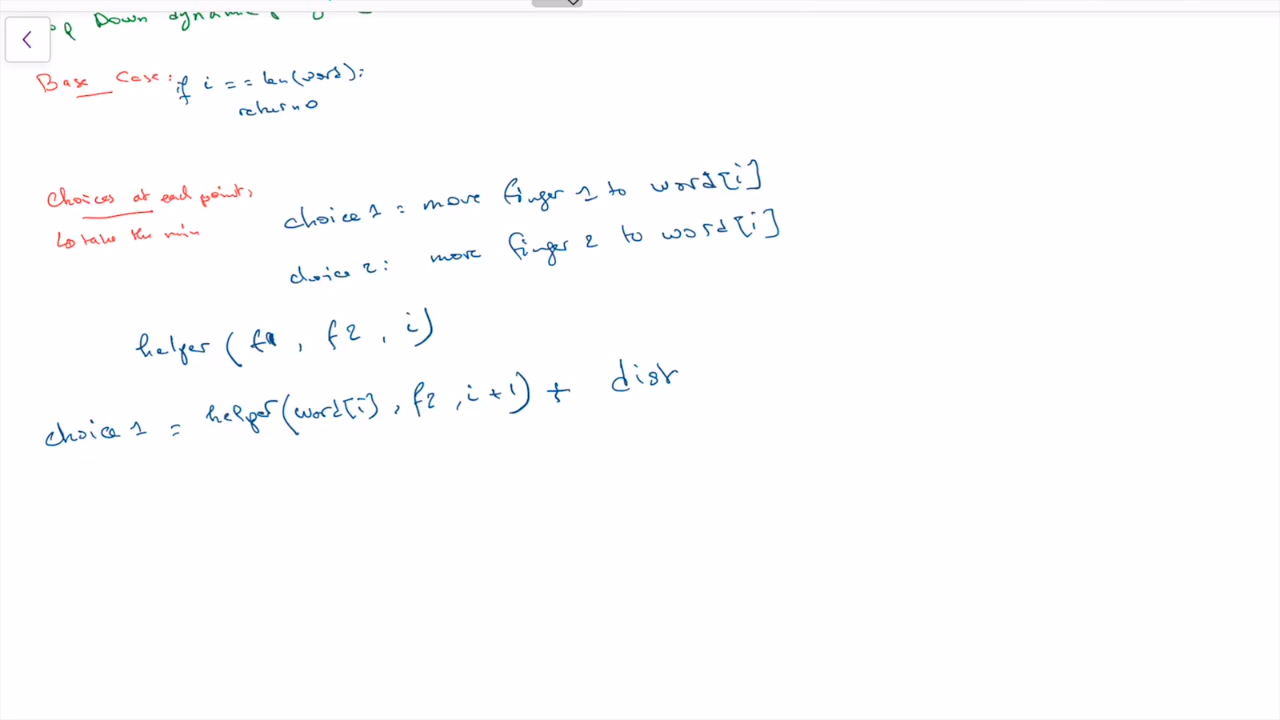 Down
Base Case: if i == len(word):
return 0
Choices at each point:
↳ take the min
choice 1 = move finger 1 to word[i]
choice 2: move finger 2 to word[i]
helper (f1, f2, i)
choice 1 = helper(word[i], f2, i+1) + dist